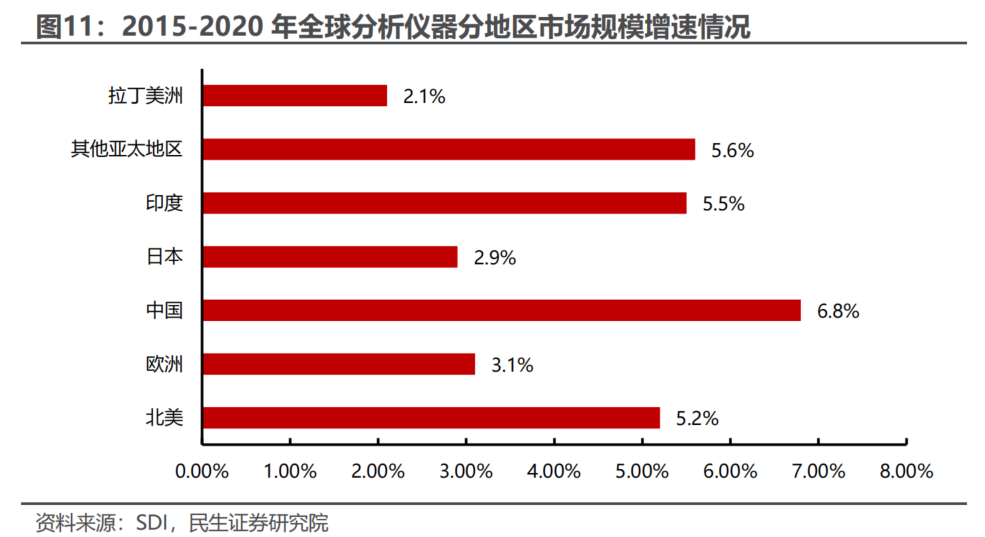 图11：2015-2020 年全球分析仪器分地区市场规模增速情况
拉丁美洲 2.1%
其他亚太地区 5.6%
印度 5.5%
日本 2.9%
中国 6.8%
欧洲 3.1%
北美 5.2%
0.00% 1.00% 2.00% 3.00% 4.00% 5.00% 6.00% 7.00% 8.00%
资料来源：SDI，民生证券研究院